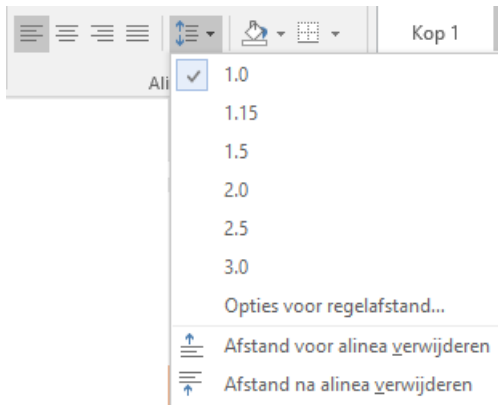 Kop 1
Ali
1.0
1.15
1.5
2.0
2.5
3.0
Opties voor regelafstand...
Afstand voor alinea verwijderen
Afstand na alinea verwijderen